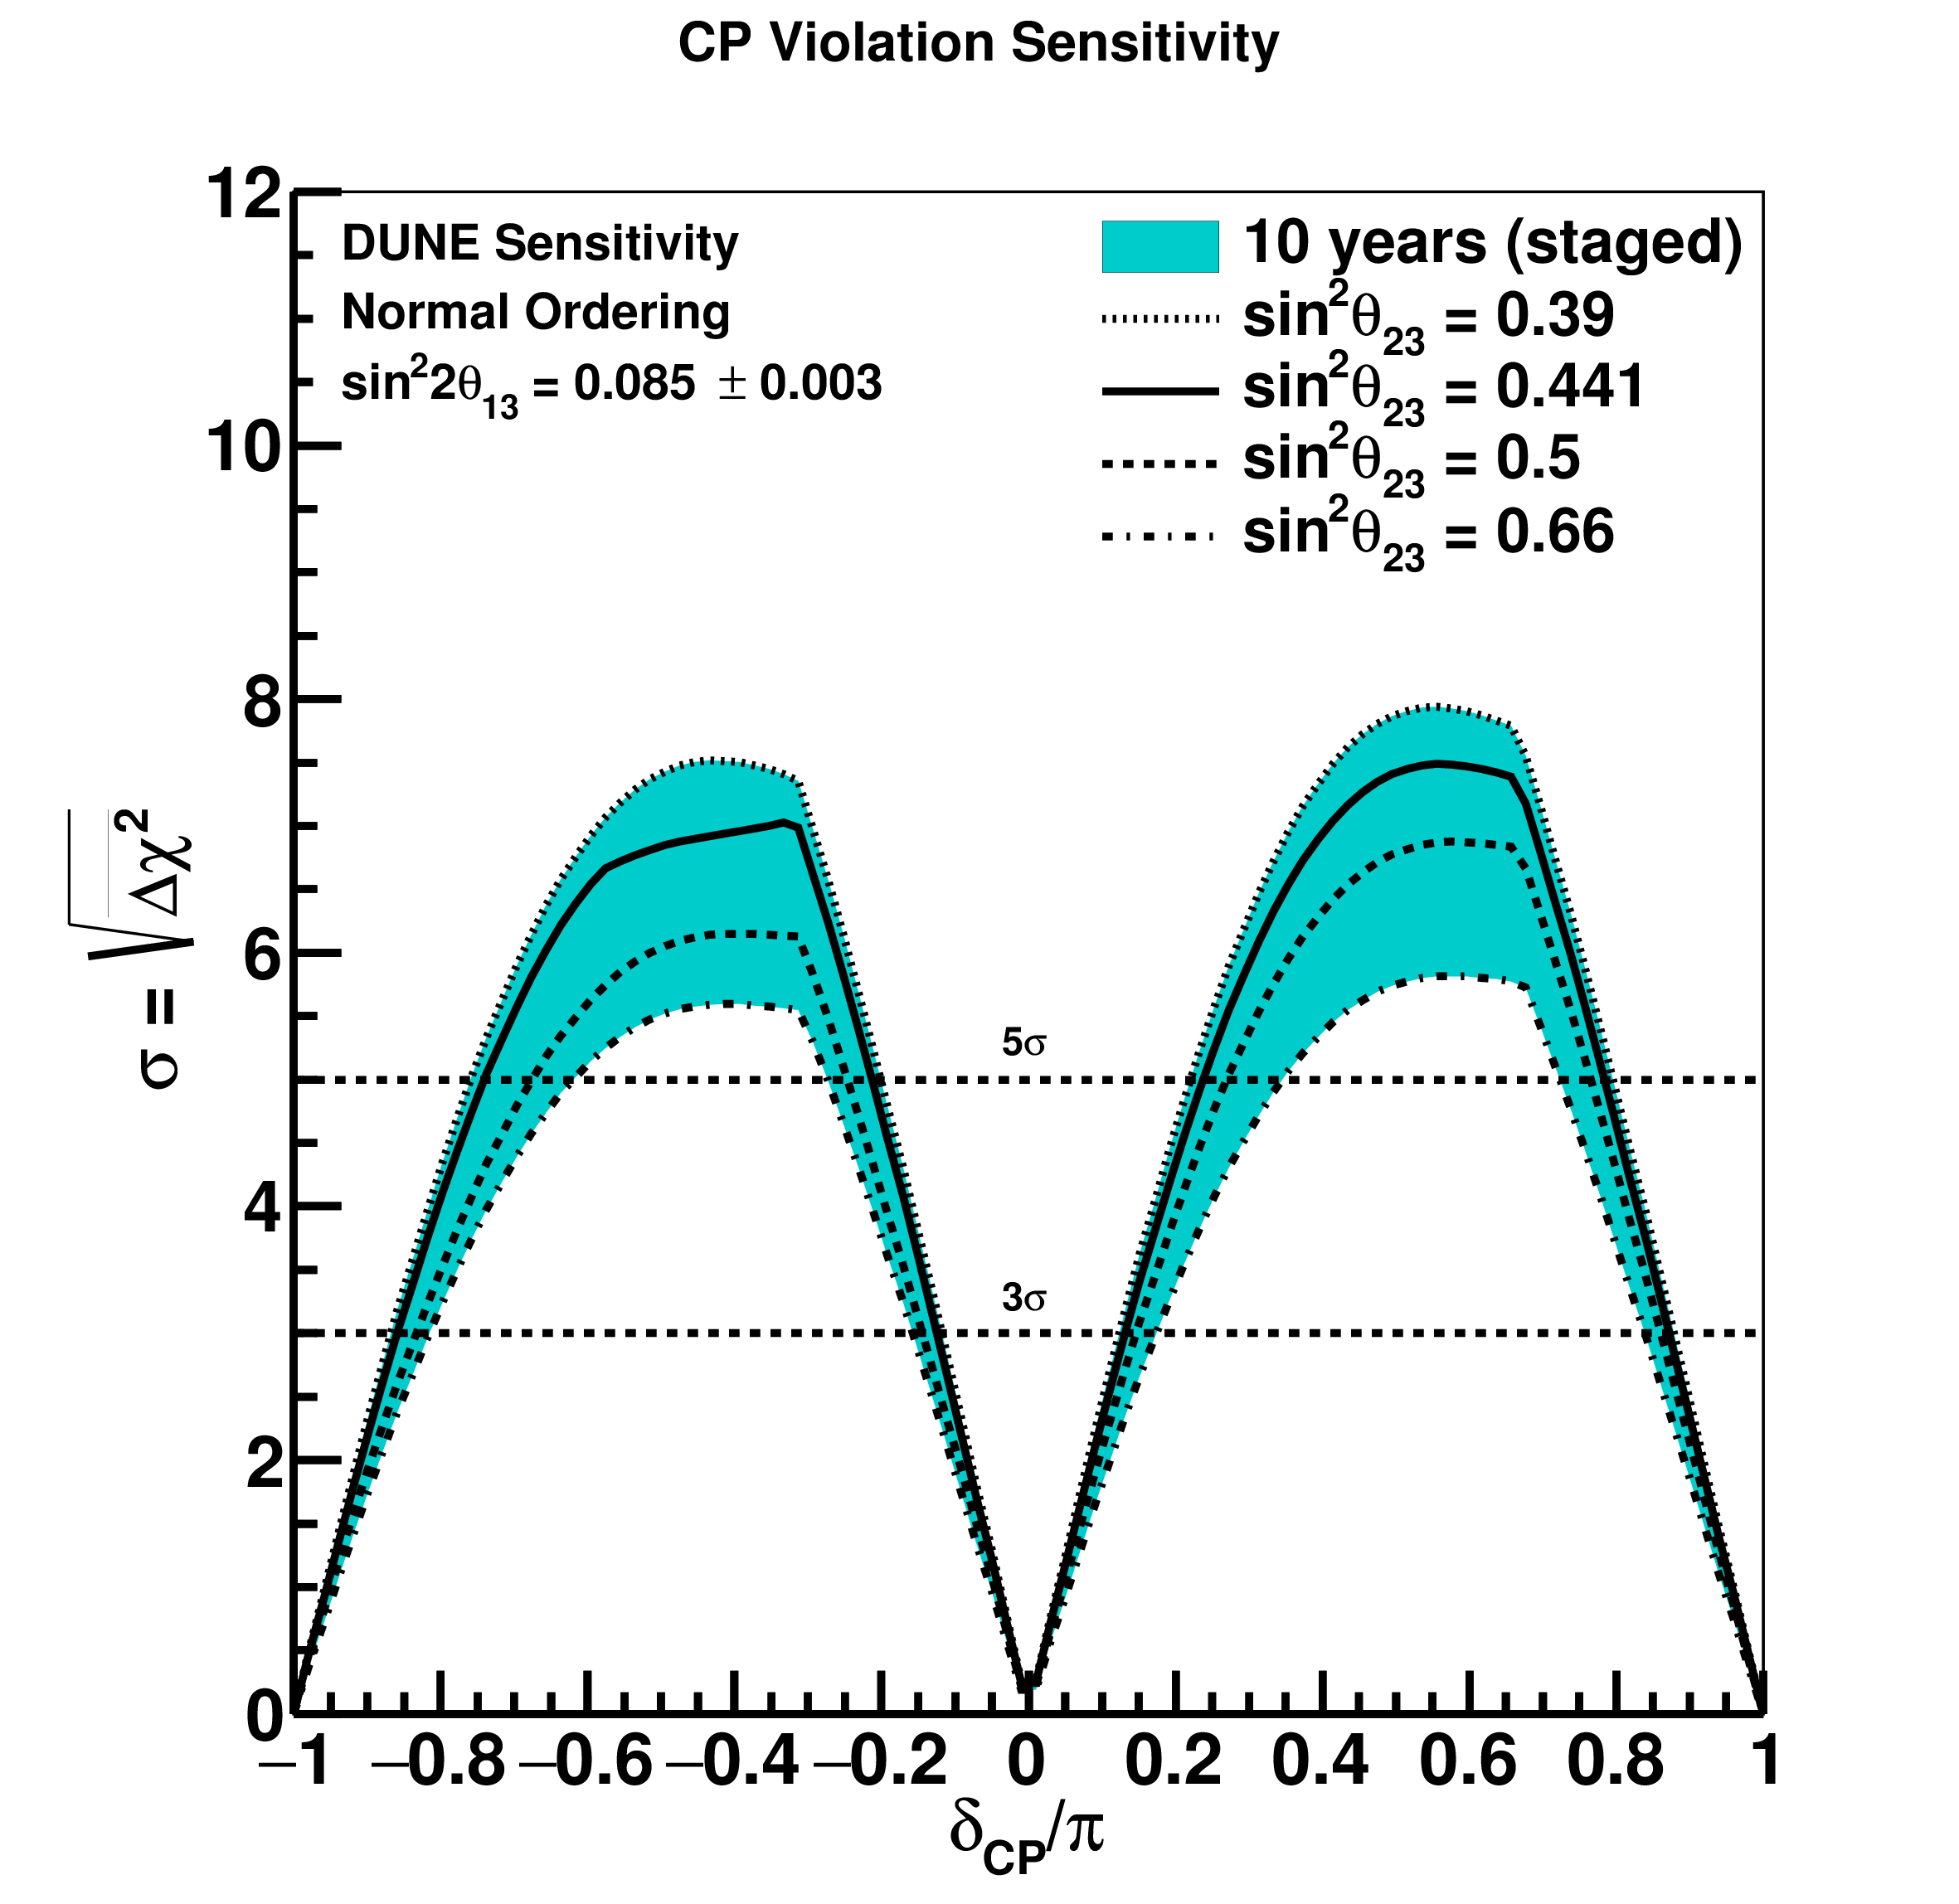 CP Violation Sensitivity
DUNE Sensitivity
Normal Ordering
sin²2θ₁₃ = 0.085 ± 0.003
10 years (staged)
sin²θ₂₃ = 0.39
sin²θ₂₃ = 0.441
sin²θ₂₃ = 0.5
sin²θ₂₃ = 0.66
12
10
8
6
4
2
0
σ = √Δχ²
5σ
3σ
−1 −0.8 −0.6 −0.4 −0.2 0 0.2 0.4 0.6 0.8 1
δCP/π